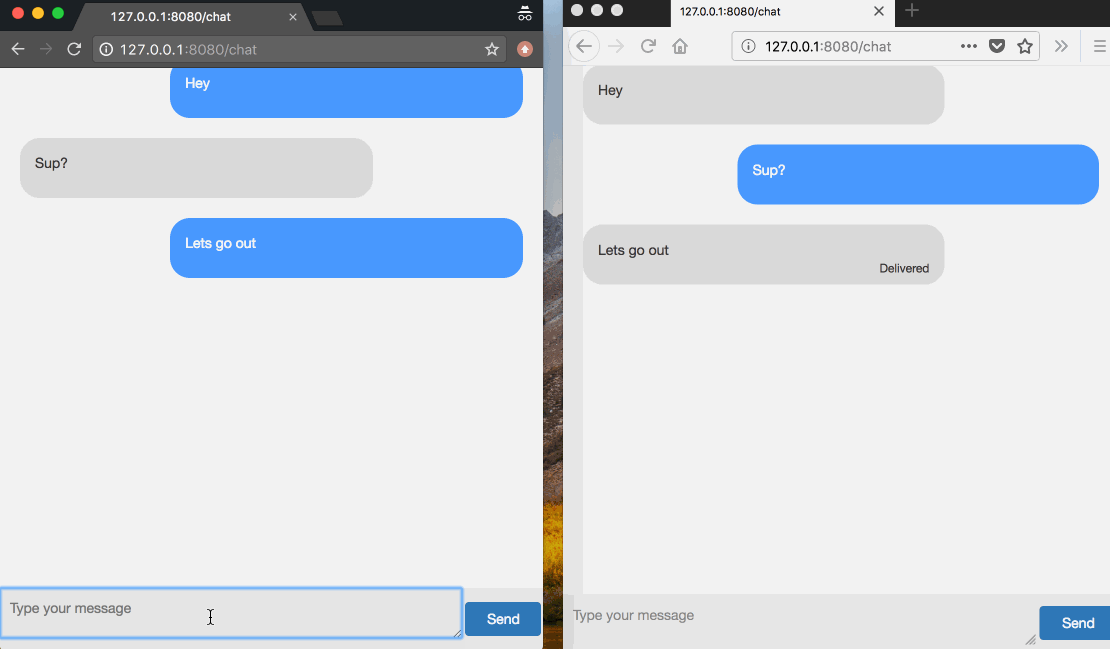 127.0.0.1:8080/chat
127.0.0.1:8080/chat
Hey
Sup?
Lets go out
Type your message
Send
127.0.0.1:8080/chat
127.0.0.1:8080/chat
Hey
Sup?
Lets go out
Delivered
Type your message
Send